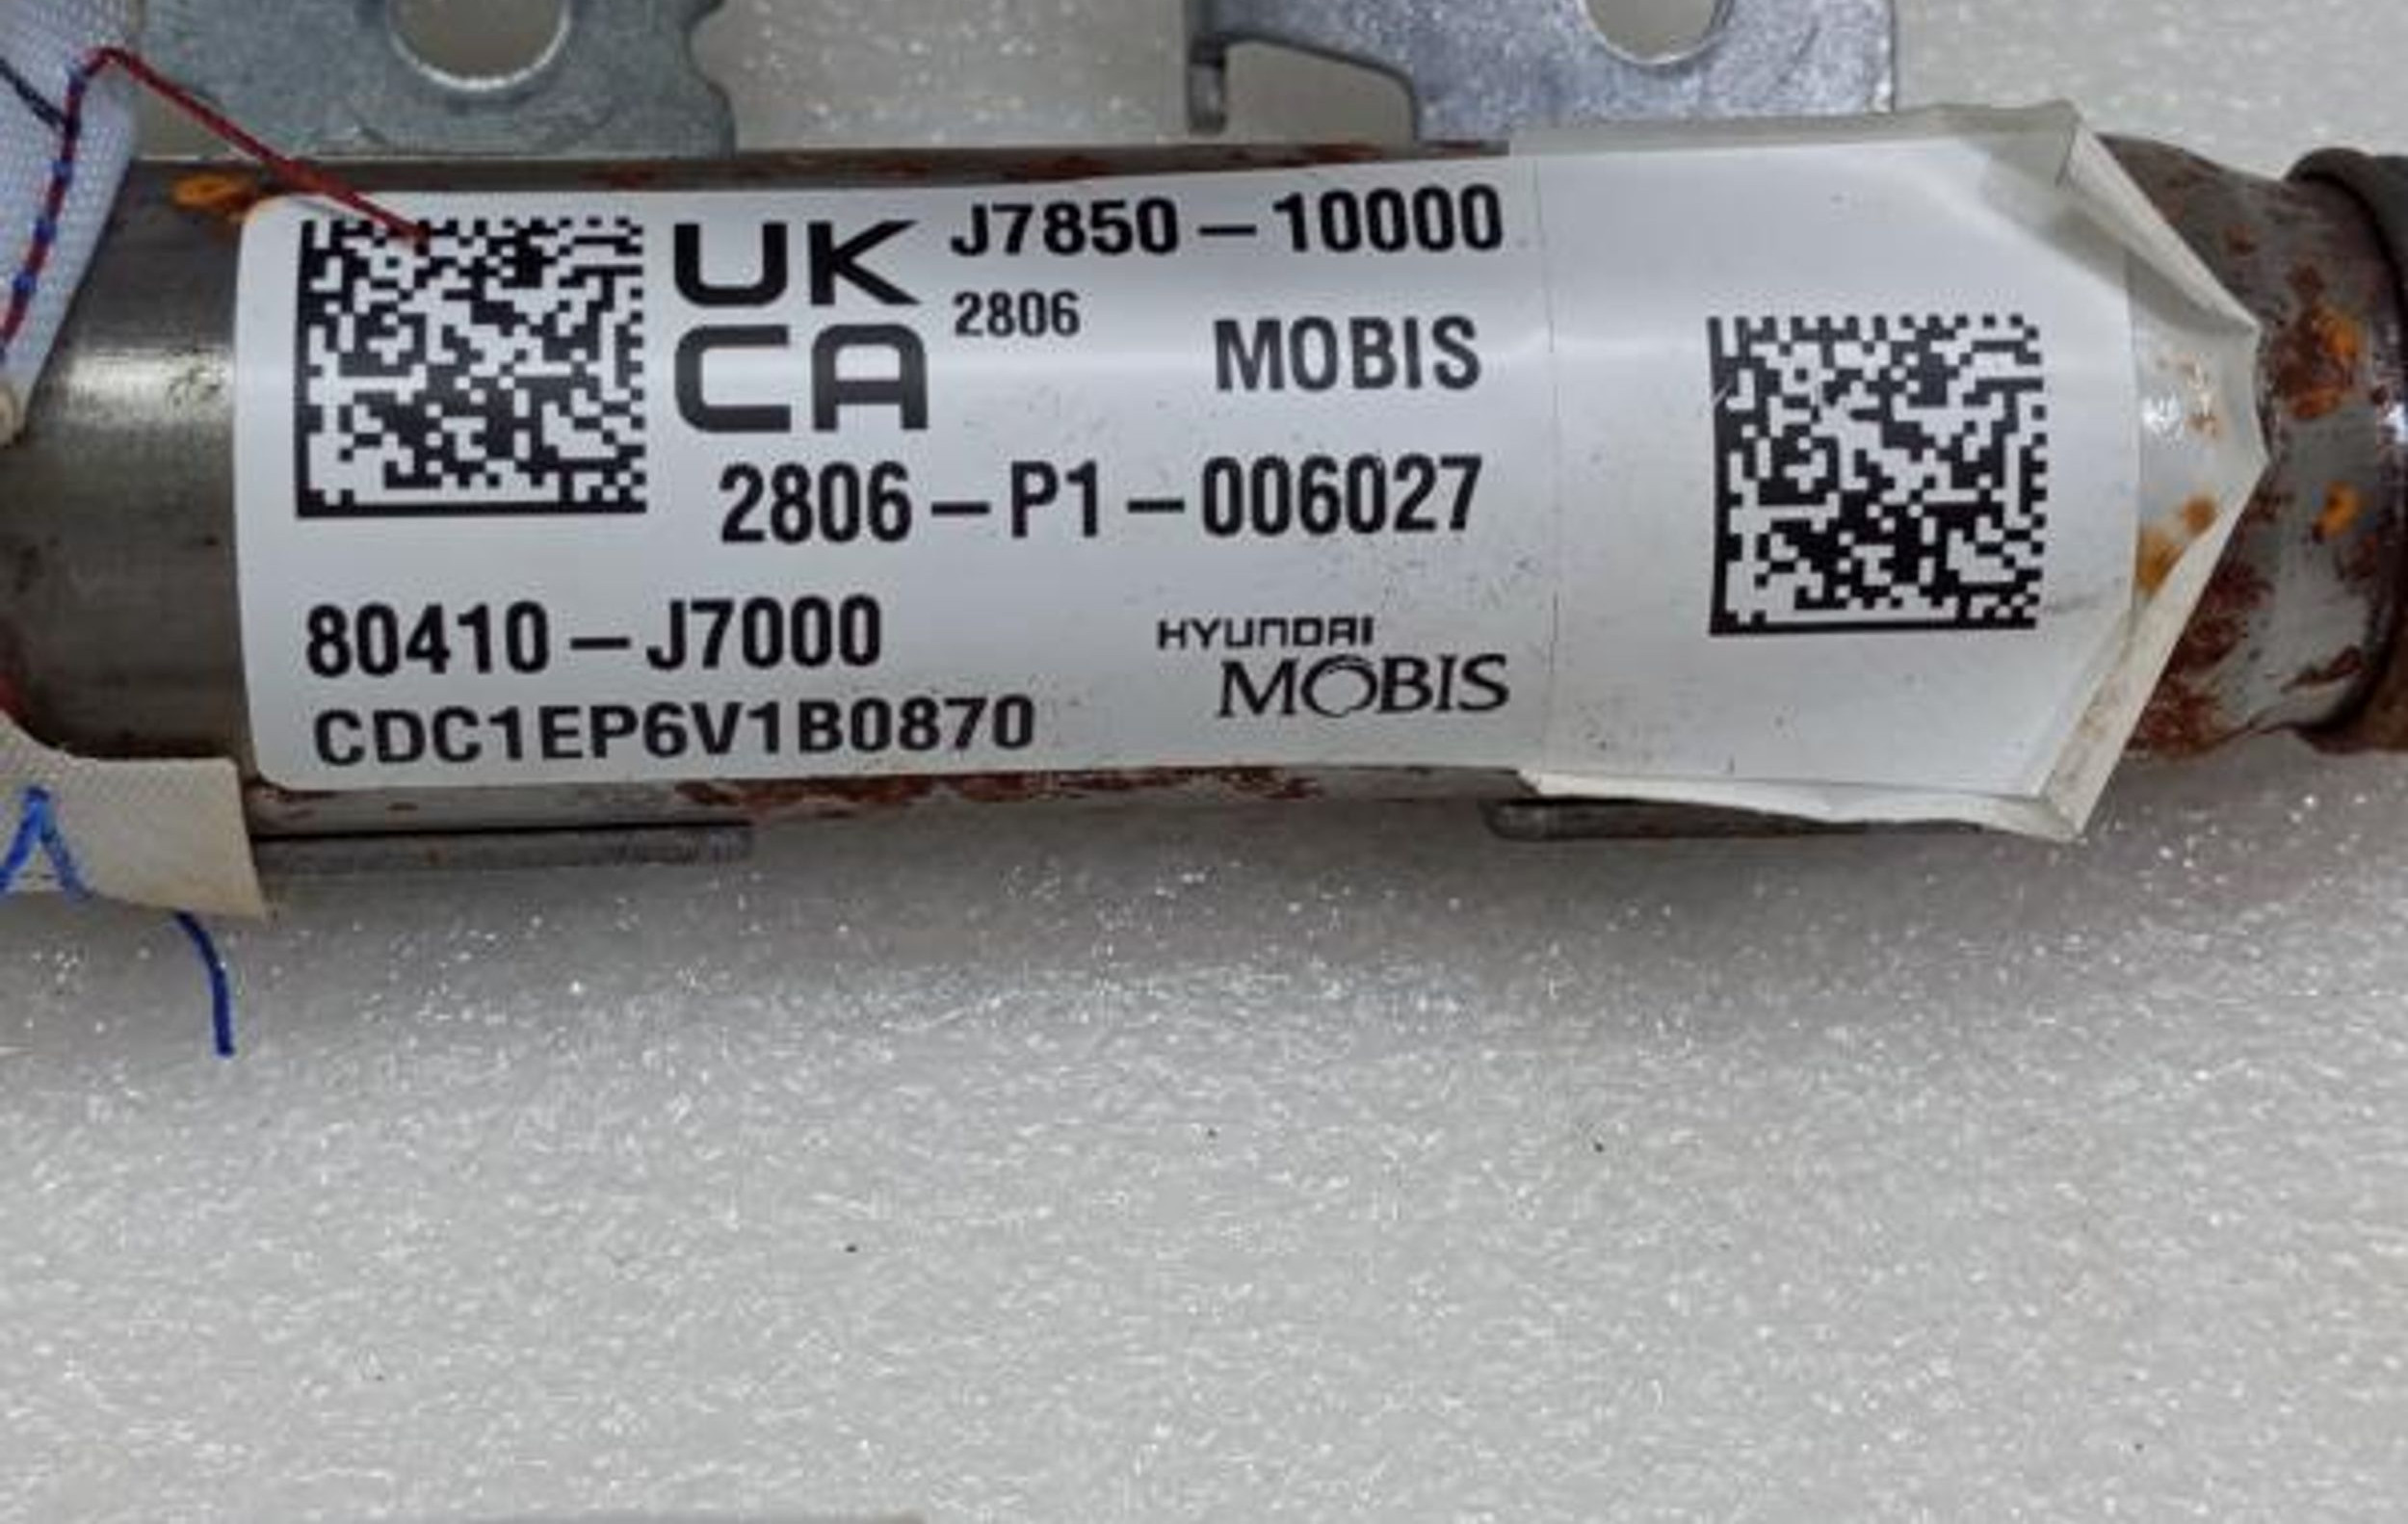 UK
CA
J7850-10000
2806
MOBIS
2806-P1-006027
80410-J7000
CDC1EP6V1B0870
HYUNDAI
MOBIS